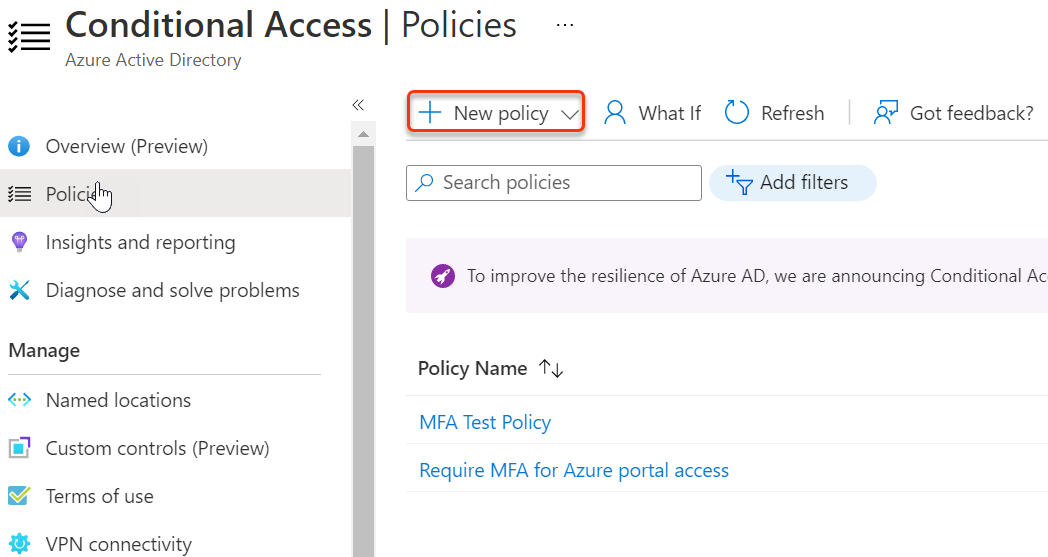 Conditional Access | Policies ...
Azure Active Directory
«
+ New policy
What If
Refresh
Got feedback?
Overview (Preview)
Policies
Insights and reporting
Diagnose and solve problems
Manage
Named locations
Custom controls (Preview)
Terms of use
VPN connectivity
Search policies
Add filters
To improve the resilience of Azure AD, we are announcing Conditional Ac
Policy Name ↑↓
MFA Test Policy
Require MFA for Azure portal access